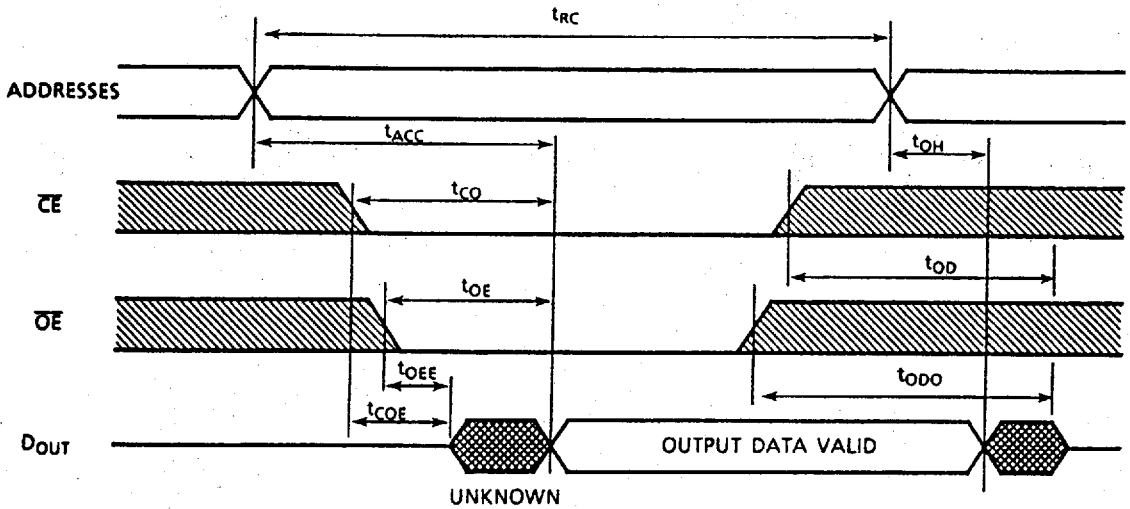 tRC
ADDRESSES
tACC
tOH
CE
tCO
tOD
OE
tOE
tOEE
tODO
tCOE
DOUT
OUTPUT DATA VALID
UNKNOWN